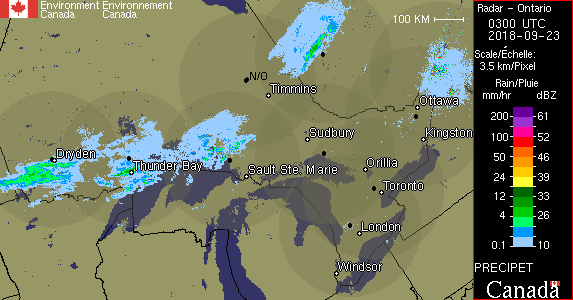 Environment Environnement
Canada Canada
100 KM
N/O
Timmins
Ottawa
Sudbury
Kingston
Dryden
Thunder Bay
Sault Ste. Marie
Orillia
Toronto
London
Windsor
Radar - Ontario
0300 UTC
2018-09-23
Scale/Échelle:
3.5 km/Pixel
Rain/Pluie
mm/hr dBZ
200 61
100 52
50 46
24 39
12 33
4 26
0.1 10
PRECIPET
Canada